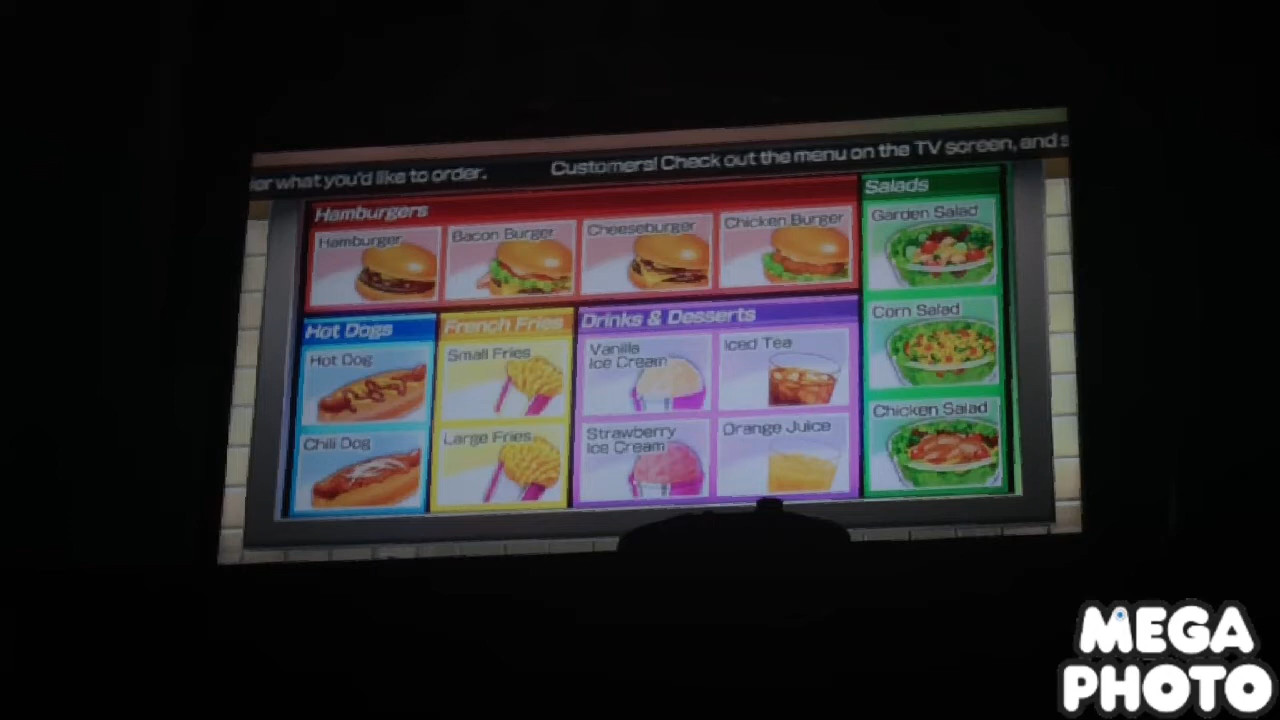 ior what you'd like to order. Customers! Check out the menu on the TV screen, and s
Hamburgers
Hamburger
Bacon Burger
Cheeseburger
Chicken Burger
Salads
Garden Salad
Corn Salad
Chicken Salad
Hot Dogs
Hot Dog
Chili Dog
French Fries
Small Fries
Large Fries
Drinks & Desserts
Vanilla
Ice Cream
Iced Tea
Strawberry
Ice Cream
Orange Juice
MEGA
PHOTO